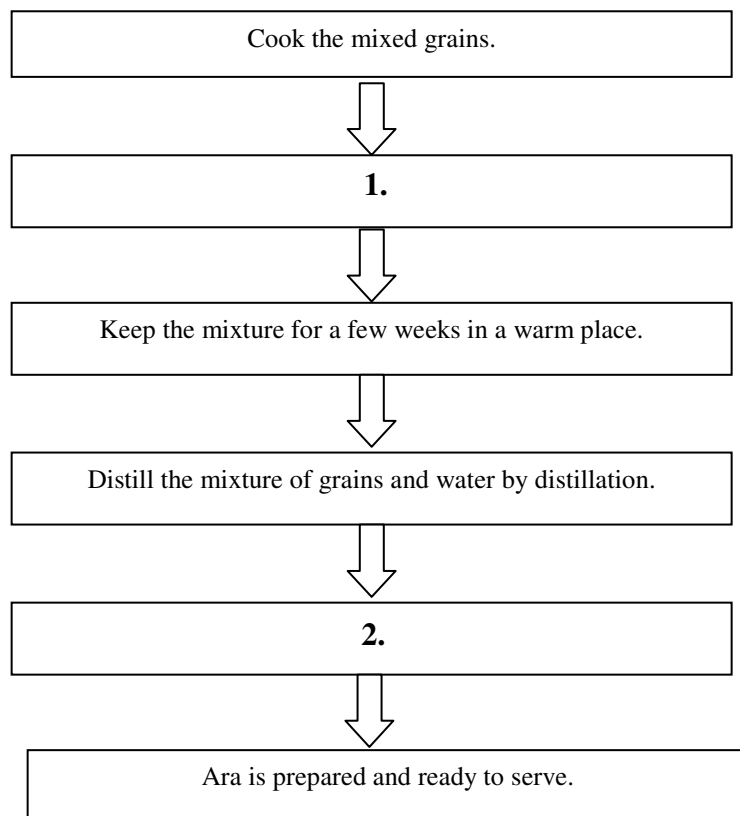 Cook the mixed grains.
1.
Keep the mixture for a few weeks in a warm place.
Distill the mixture of grains and water by distillation.
2.
Ara is prepared and ready to serve.